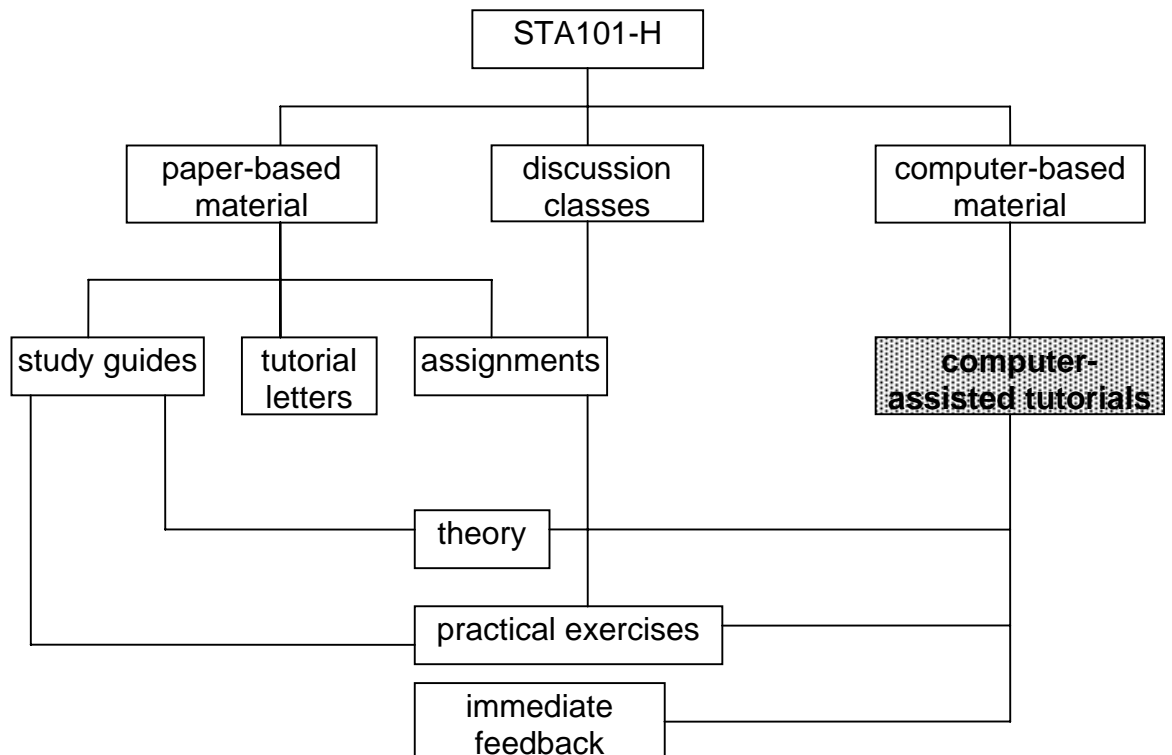 STA101-H
paper-based
material
discussion
classes
computer-based
material
study guides
tutorial
letters
assignments
computer-
assisted tutorials
theory
practical exercises
immediate
feedback